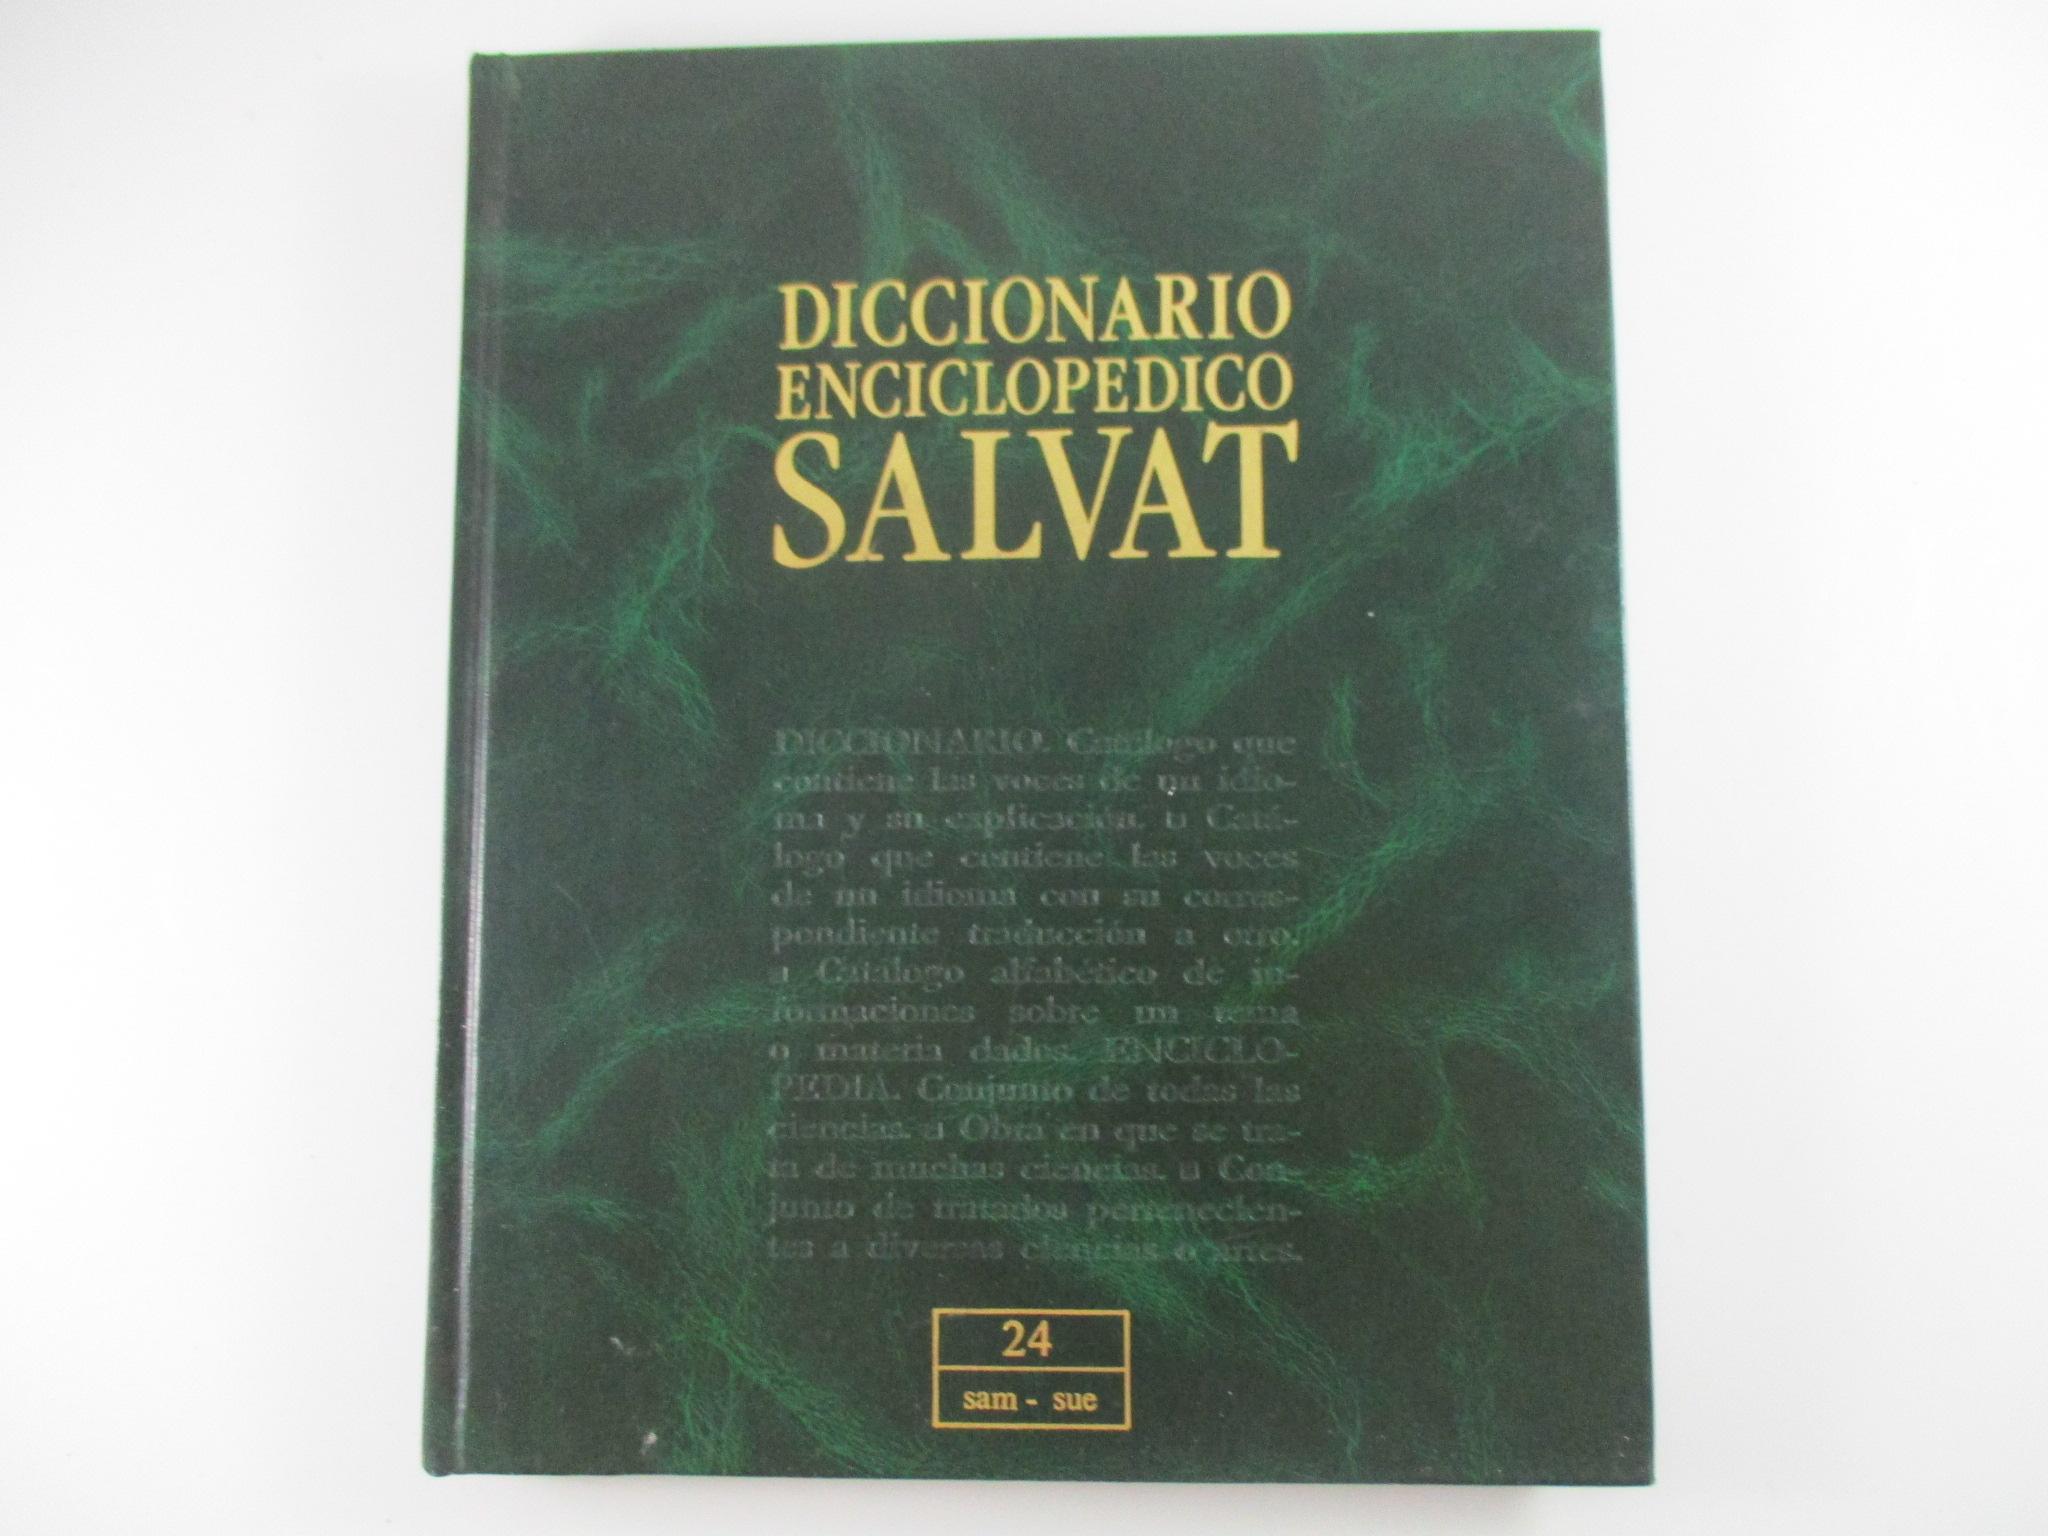 DICCIONARIO
ENCICLOPEDICO
SALVAT
DICCIONARIO. Catálogo que
contiene las voces de un idio-
ma y su explicación. ❑ Catá-
logo que contiene las voces
de un idioma con su corres-
pondiente traducción a otro.
❑ Catálogo alfabético de in-
formaciones sobre un tema
o materia dados. ENCICLO-
PEDIA. Conjunto de todas las
ciencias. ❑ Obra en que se tra-
ta de muchas ciencias. ❑ Con-
junto de tratados pertenecien-
tes a diversas ciencias o artes.
24
sam - sue